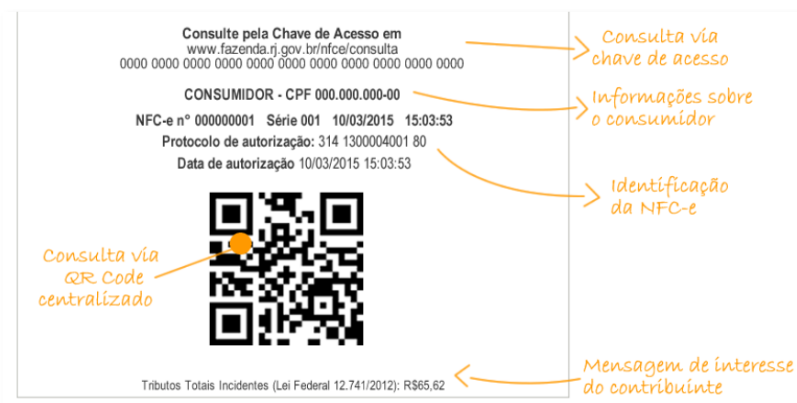 Consulte pela Chave de Acesso em
www.fazenda.rj.gov.br/nfce/consulta
0000 0000 0000 0000 0000 0000 0000 0000 0000 0000 0000
CONSUMIDOR - CPF 000.000.000-00
NFC-e nº 000000001 Série 001 10/03/2015 15:03:53
Protocolo de autorização: 314 1300004001 80
Data de autorização 10/03/2015 15:03:53
Tributos Totais Incidentes (Lei Federal 12.741/2012): R$65,62
Consulta via
chave de acesso
Informações sobre
o consumidor
Identificação
da NFC-e
Consulta via
QR Code
centralizado
Mensagem de interesse
do contribuinte